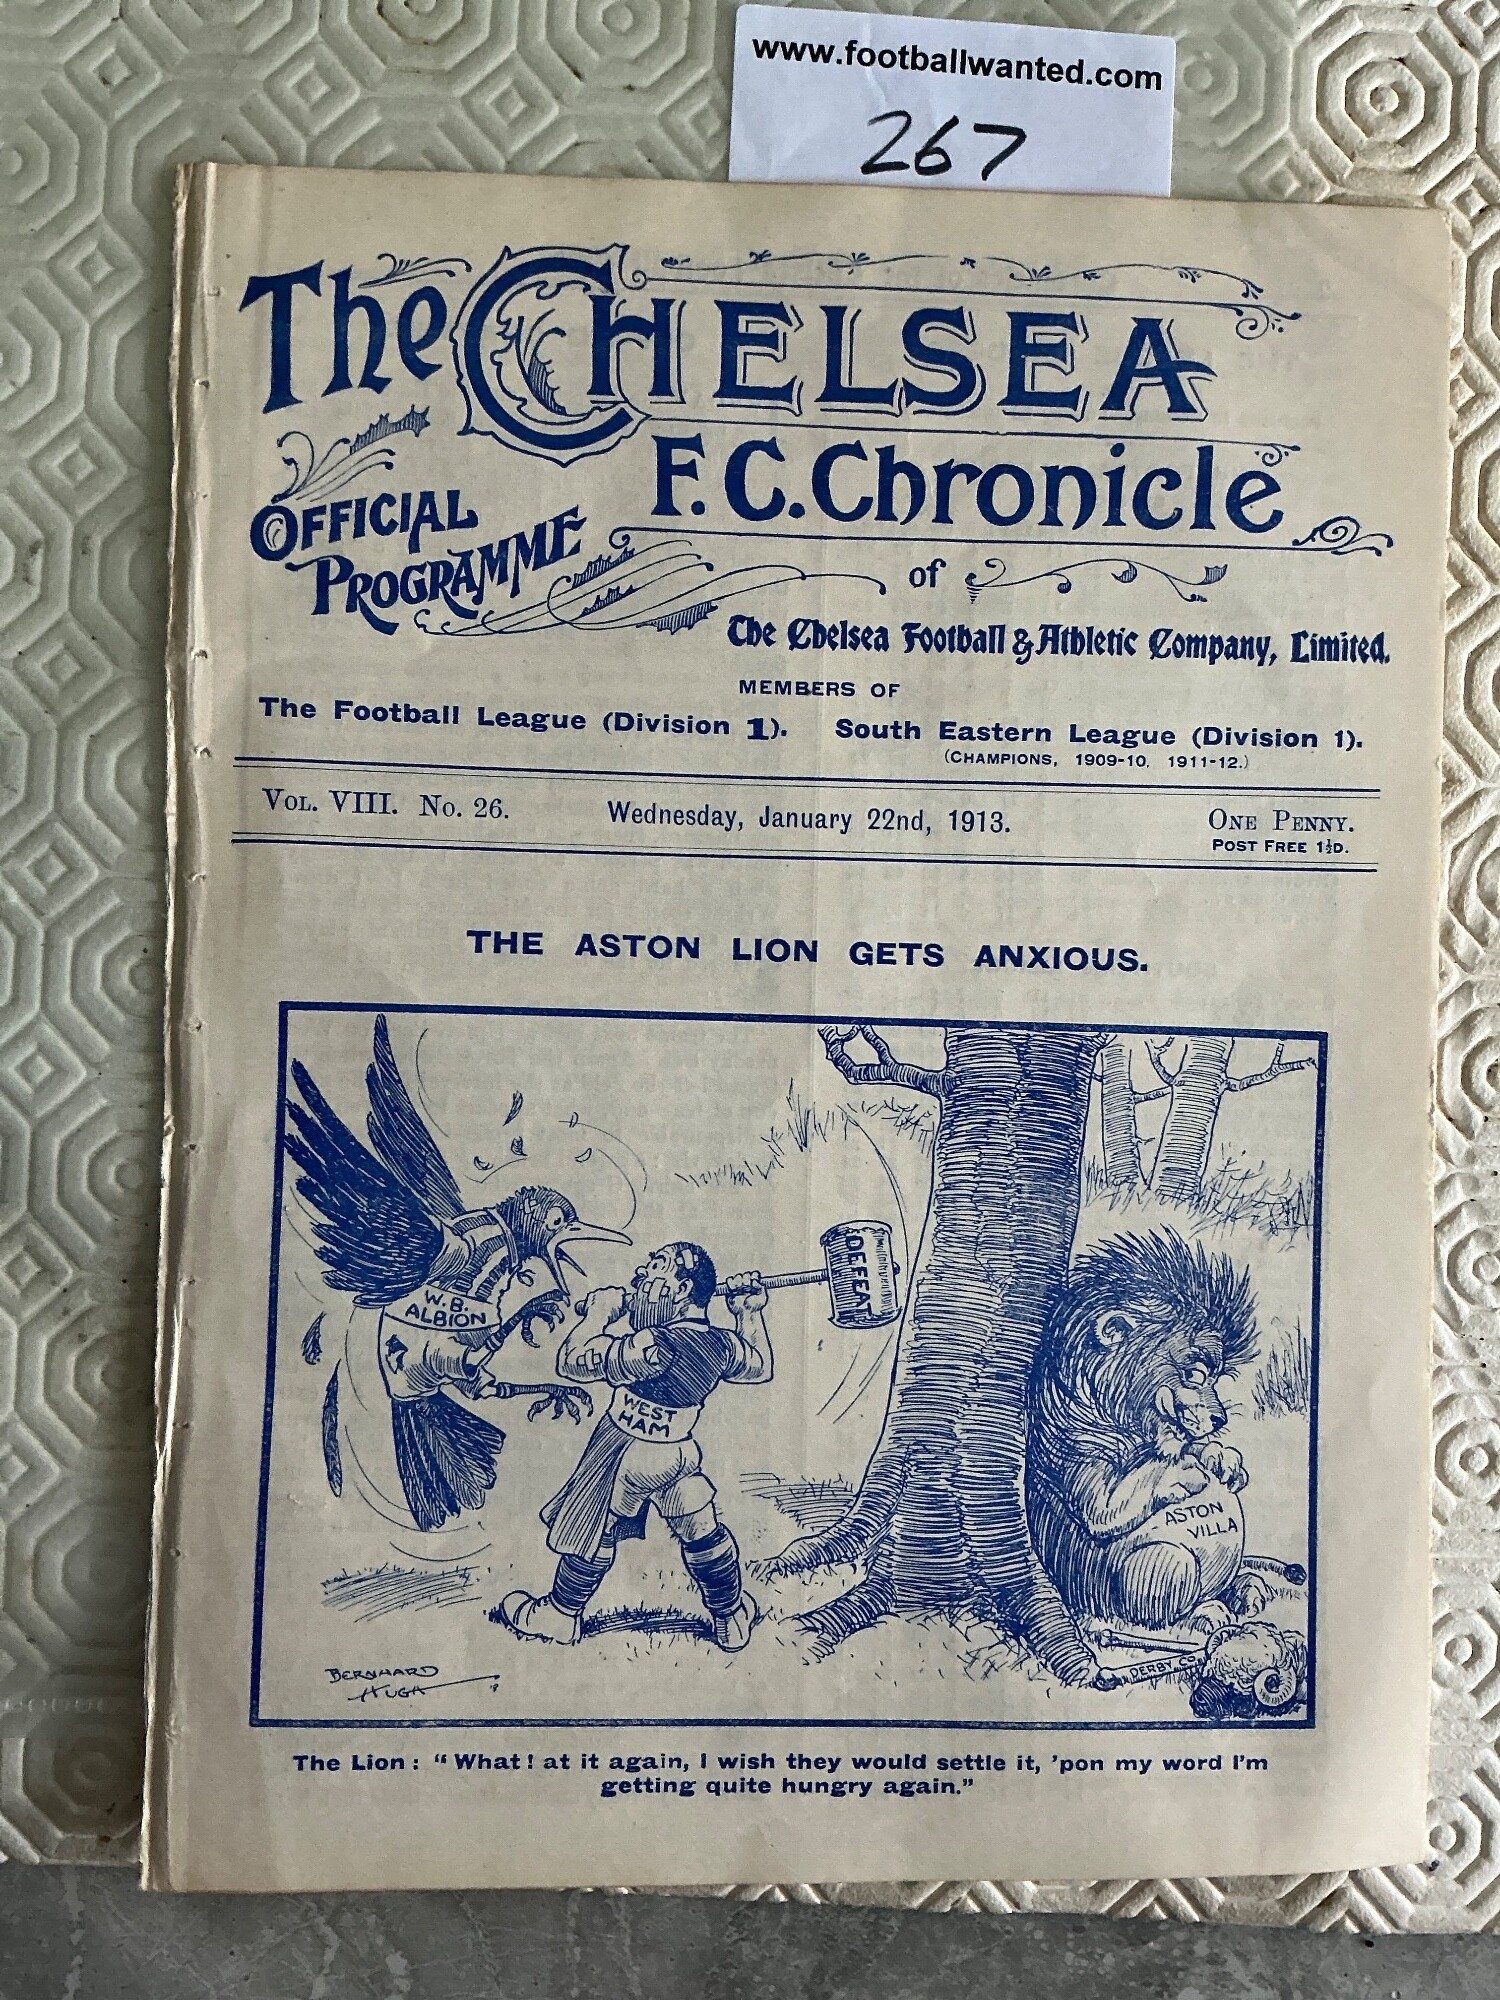 www.footballwanted.com
267
The CHELSEA
F.C. Chronicle
OFFICIAL
PROGRAMME
of
The Chelsea Football & Athletic Company, Limited.
MEMBERS OF
The Football League (Division 1). South Eastern League (Division 1).
(CHAMPIONS, 1909-10, 1911-12.)
VOL. VIII. No. 26. Wednesday, January 22nd, 1913. ONE PENNY.
POST FREE 1½D.
THE ASTON LION GETS ANXIOUS.
DEFEAT
W.B.
ALBION
WEST
HAM
ASTON
VILLA
DERBY CO
BERNHARD
HUGH
The Lion: "What! at it again, I wish they would settle it, 'pon my word I'm
getting quite hungry again."